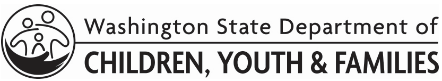 Washington State Department of
CHILDREN, YOUTH & FAMILIES